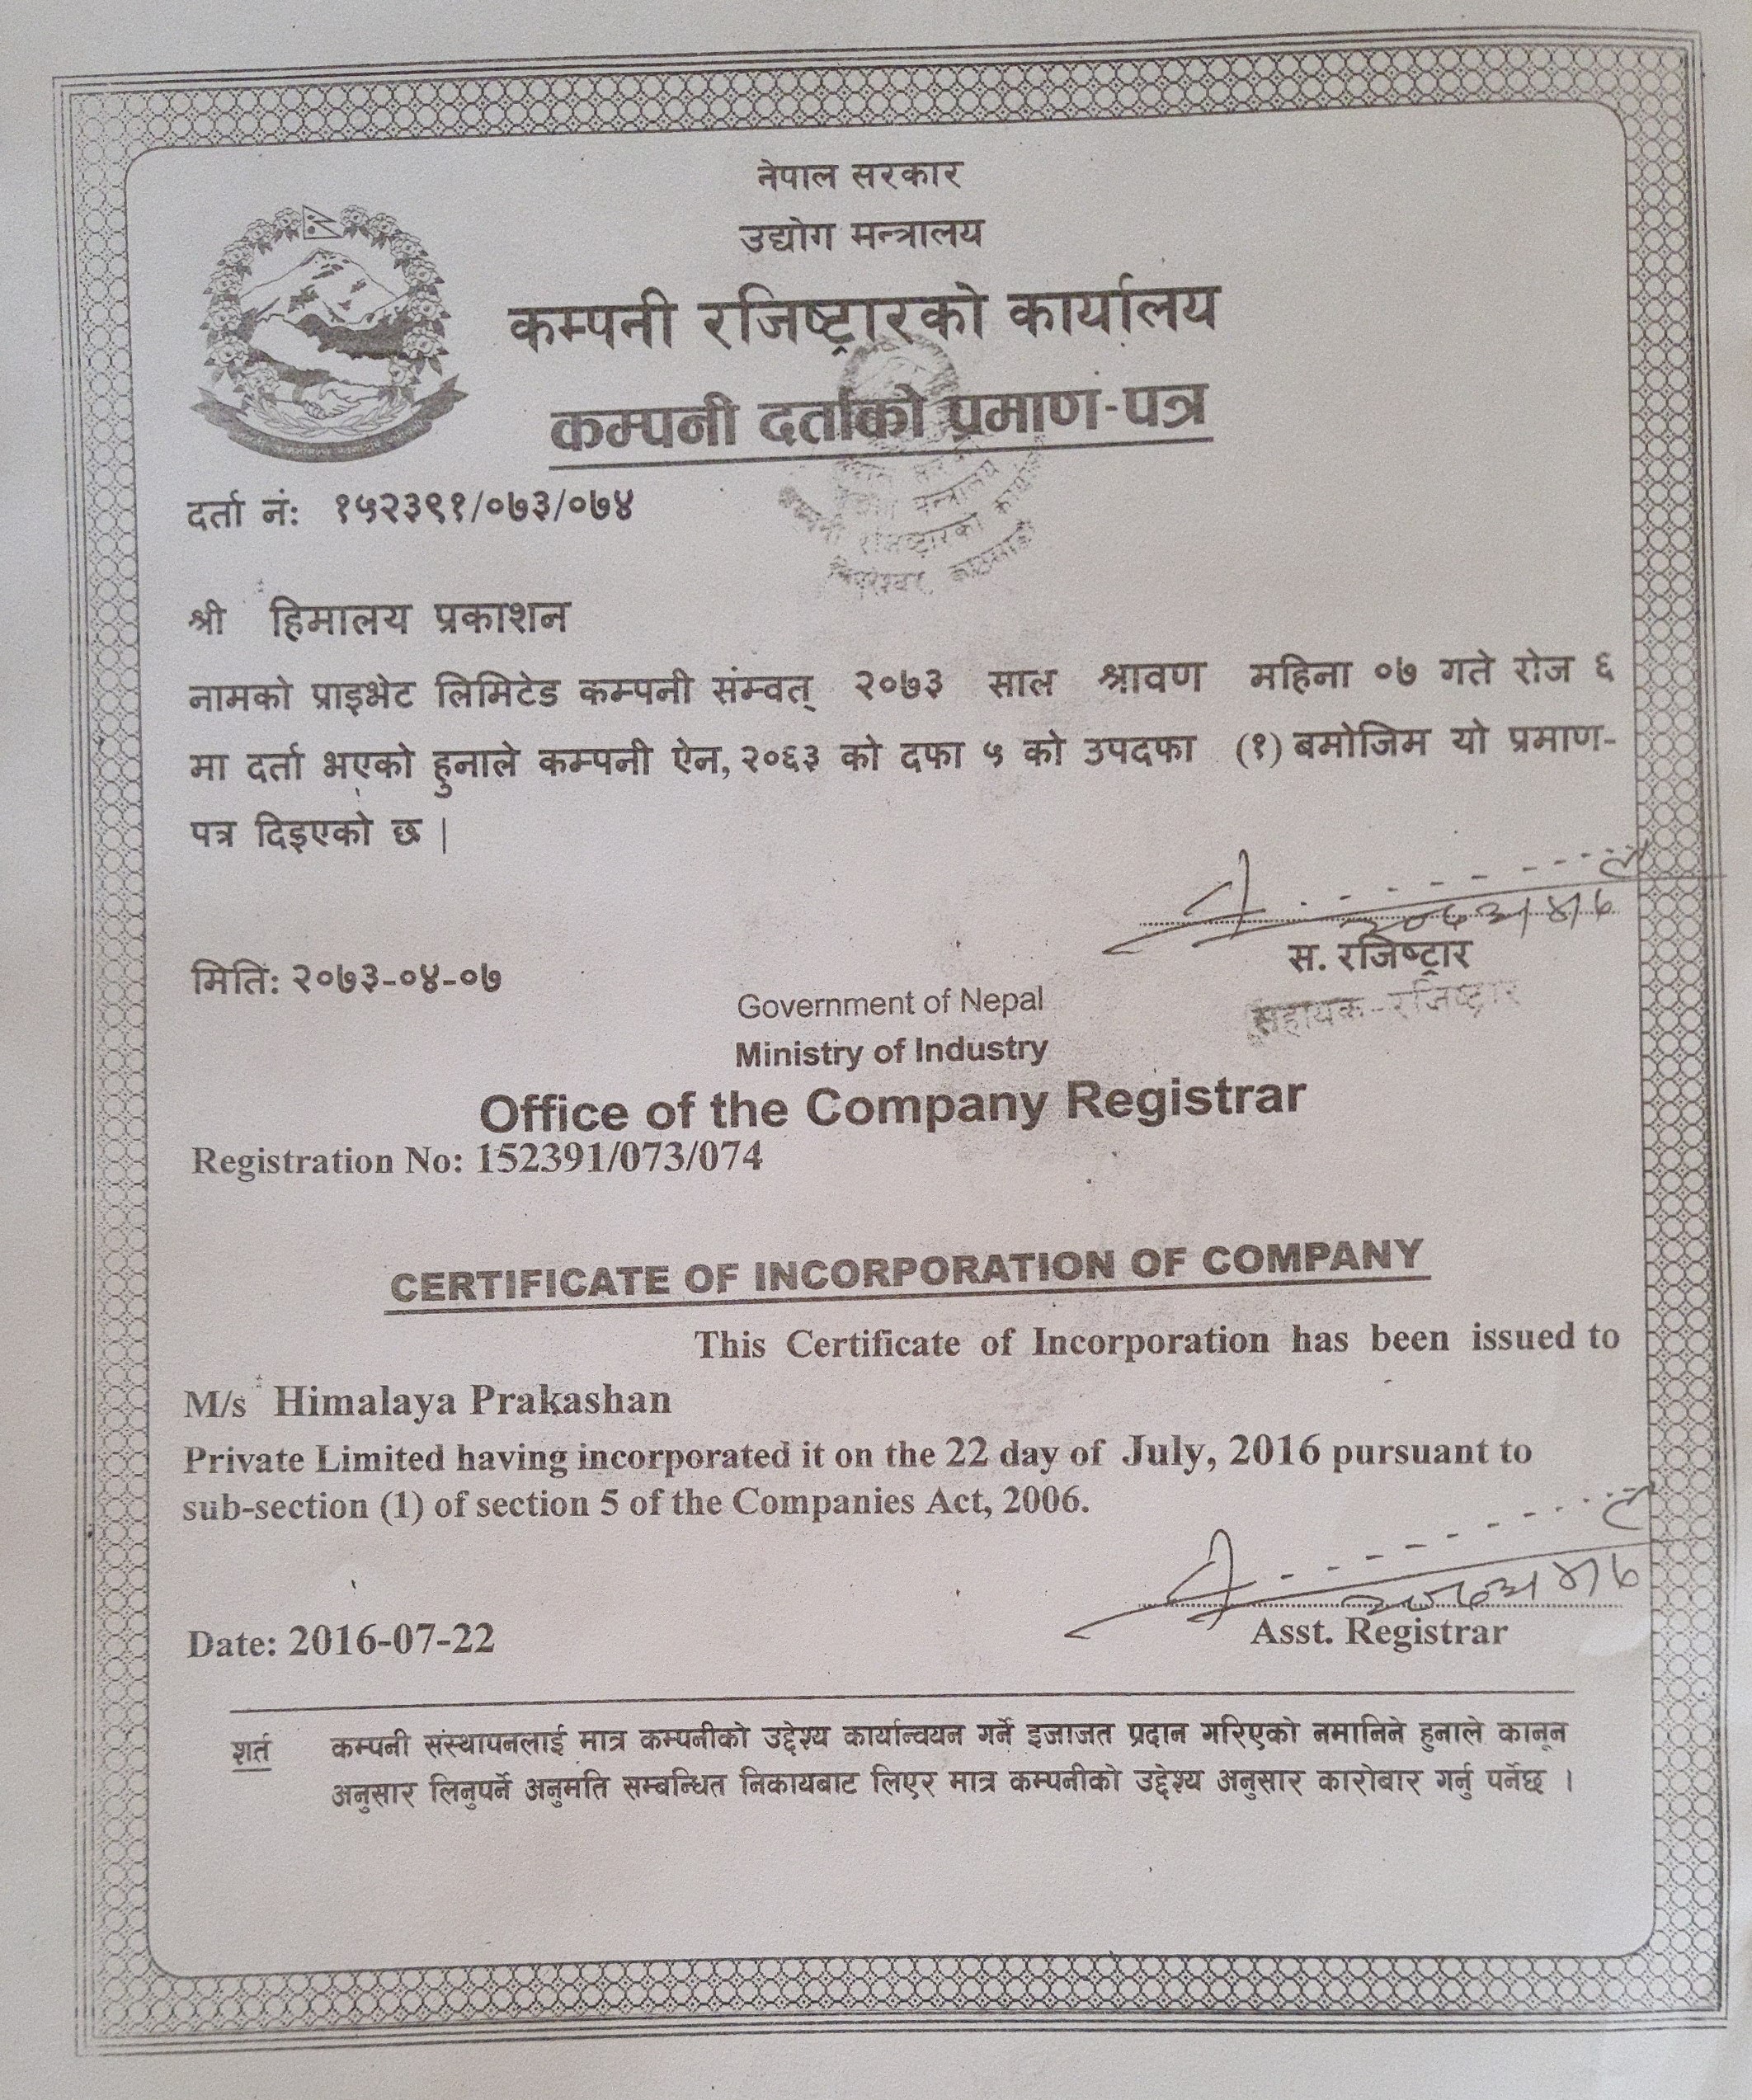 नेपाल सरकार
उद्योग मन्त्रालय
कम्पनी रजिष्ट्रारको कार्यालय
कम्पनी दर्ताको प्रमाण-पत्र
दर्ता नं: १५२३९१/०७३/०७४
मन्त्रालय
रजिष्ट्रारको
श्री हिमालय प्रकाशन
नामको प्राइभेट लिमिटेड कम्पनी संम्वत् २०७३ साल श्रावण महिना ०७ गते रोज ६
मा दर्ता भएको हुनाले कम्पनी ऐन, २०६३ को दफा ५ को उपदफा (१) बमोजिम यो प्रमाण-
पत्र दिइएको छ |
स. रजिष्ट्रार
सहायक-रजिष्ट्रार
मिति: २०७३-०४-०७
Government of Nepal
Ministry of Industry
Office of the Company Registrar
Registration No: 152391/073/074
CERTIFICATE OF INCORPORATION OF COMPANY
This Certificate of Incorporation has been issued to
M/s Himalaya Prakashan
Private Limited having incorporated it on the 22 day of July, 2016 pursuant to
sub-section (1) of section 5 of the Companies Act, 2006.
Date: 2016-07-22
Asst. Registrar
शर्त कम्पनी संस्थापनलाई मात्र कम्पनीको उद्देश्य कार्यान्वयन गर्ने इजाजत प्रदान गरिएको नमानिने हुनाले कानून
अनुसार लिनुपर्ने अनुमति सम्बन्धित निकायबाट लिएर मात्र कम्पनीको उद्देश्य अनुसार कारोबार गर्नु पर्नेछ ।